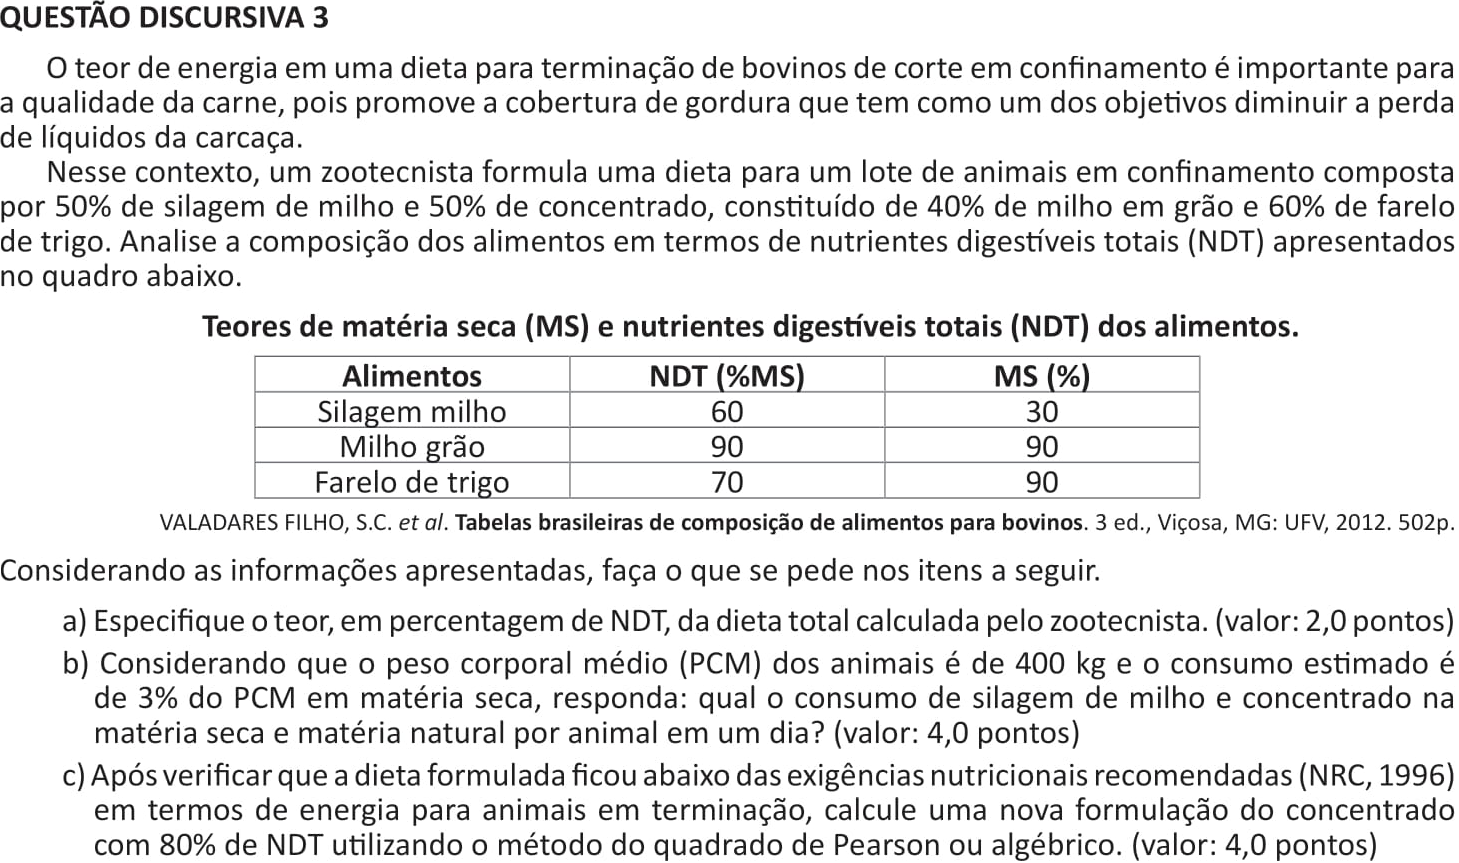 QUESTÃO DISCURSIVA 3
O teor de energia em uma dieta para terminação de bovinos de corte em confinamento é importante para
a qualidade da carne, pois promove a cobertura de gordura que tem como um dos objetivos diminuir a perda
de líquidos da carcaça.
Nesse contexto, um zootecnista formula uma dieta para um lote de animais em confinamento composta
por 50% de silagem de milho e 50% de concentrado, constituído de 40% de milho em grão e 60% de farelo
de trigo. Analise a composição dos alimentos em termos de nutrientes digestíveis totais (NDT) apresentados
no quadro abaixo.
Teores de matéria seca (MS) e nutrientes digestíveis totais (NDT) dos alimentos.
Alimentos NDT (%MS) MS (%)
Silagem milho 60 30
Milho grão 90 90
Farelo de trigo 70 90
VALADARES FILHO, S.C. et al. Tabelas brasileiras de composição de alimentos para bovinos. 3 ed., Viçosa, MG: UFV, 2012. 502p.
Considerando as informações apresentadas, faça o que se pede nos itens a seguir.
a) Especifique o teor, em percentagem de NDT, da dieta total calculada pelo zootecnista. (valor: 2,0 pontos)
b) Considerando que o peso corporal médio (PCM) dos animais é de 400 kg e o consumo estimado é
de 3% do PCM em matéria seca, responda: qual o consumo de silagem de milho e concentrado na
matéria seca e matéria natural por animal em um dia? (valor: 4,0 pontos)
c) Após verificar que a dieta formulada ficou abaixo das exigências nutricionais recomendadas (NRC, 1996)
em termos de energia para animais em terminação, calcule uma nova formulação do concentrado
com 80% de NDT utilizando o método do quadrado de Pearson ou algébrico. (valor: 4,0 pontos)